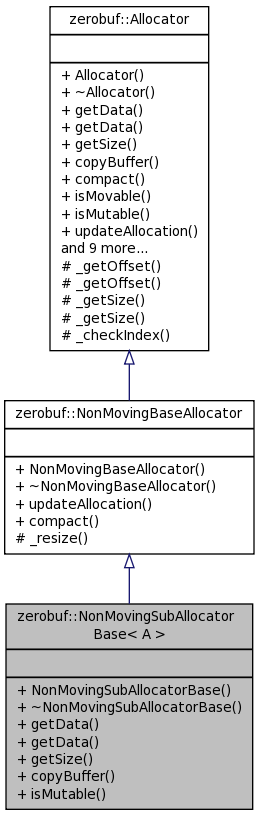 zerobuf::Allocator
+ Allocator()
+ ~Allocator()
+ getData()
+ getData()
+ getSize()
+ copyBuffer()
+ compact()
+ isMovable()
+ isMutable()
+ updateAllocation()
and 9 more...
# _getOffset()
# _getOffset()
# _getSize()
# _getSize()
# _checkIndex()
zerobuf::NonMovingBaseAllocator
+ NonMovingBaseAllocator()
+ ~NonMovingBaseAllocator()
+ updateAllocation()
+ compact()
# _resize()
zerobuf::NonMovingSubAllocator
Base< A >
+ NonMovingSubAllocatorBase()
+ ~NonMovingSubAllocatorBase()
+ getData()
+ getData()
+ getSize()
+ copyBuffer()
+ isMutable()